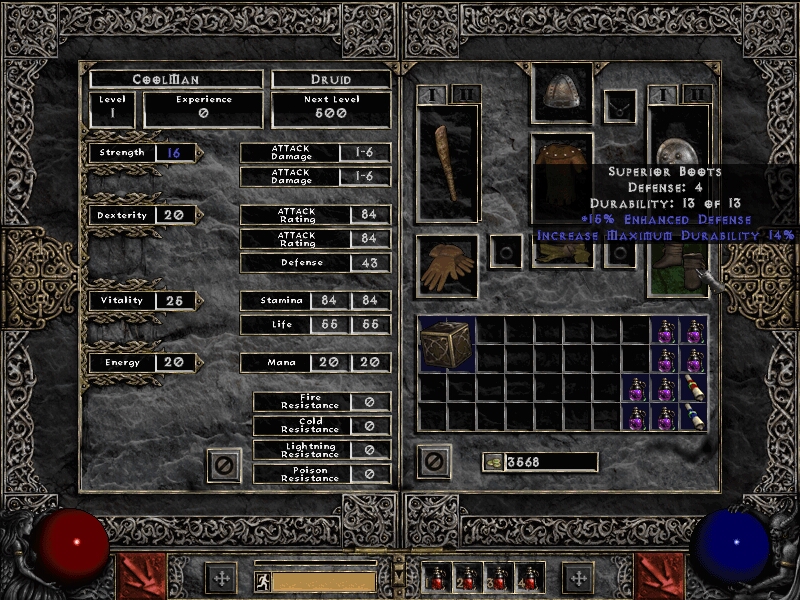 CoolMan Druid
Level Experience Next Level
1 0 500
Strength 16
Dexterity 20
Vitality 25
Energy 20
ATTACK
Damage 1-6
ATTACK
Damage 1-6
ATTACK
Rating 84
ATTACK
Rating 84
Defense 43
Stamina 84 84
Life 55 55
Mana 20 20
Fire
Resistance 0
Cold
Resistance 0
Lightning
Resistance 0
Poison
Resistance 0
I II
I II
Superior Boots
Defense: 4
Durability: 13 of 13
+15% Enhanced Defense
Increase Maximum Durability 14%
3568
1 2 3 4